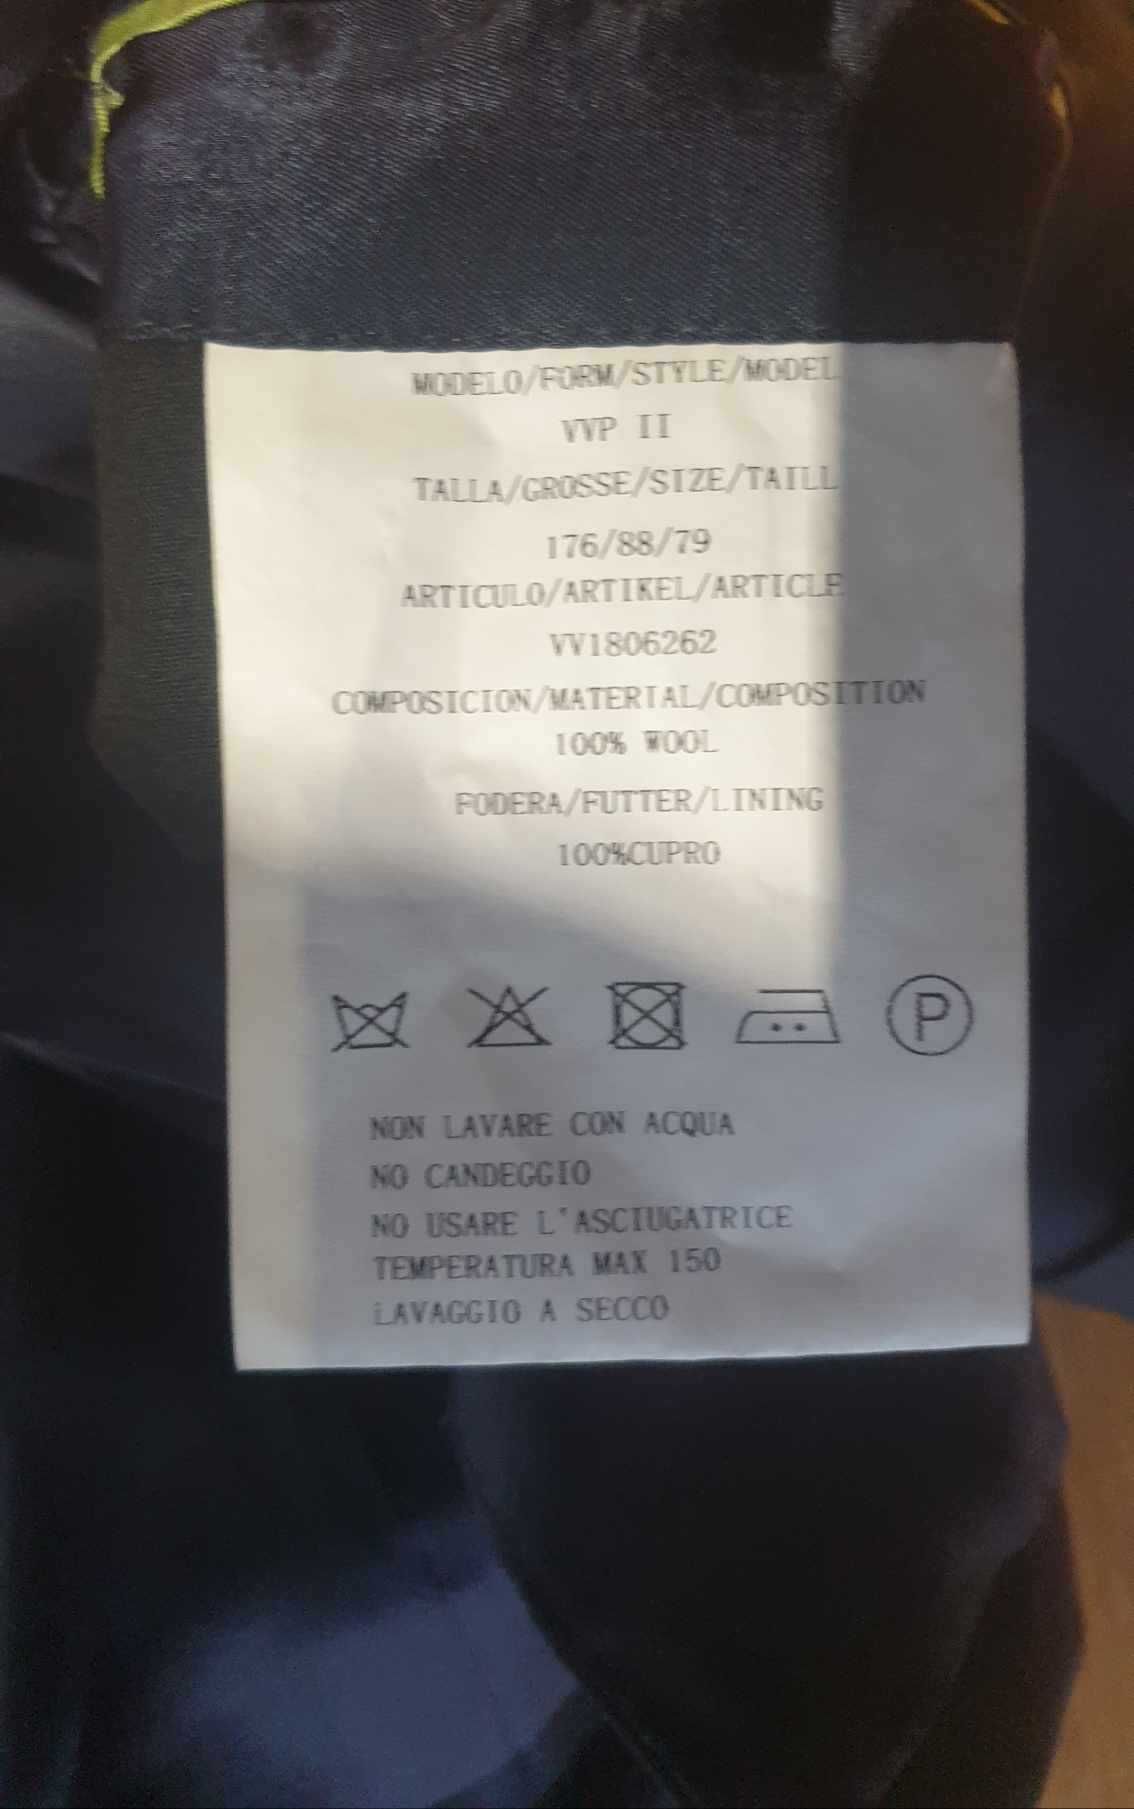 MODELO/FORM/STYLE/MODEL
VVP II
TALLA/GROSSE/SIZE/TAILL
176/88/79
ARTICULO/ARTIKEL/ARTICLE
VV1806262
COMPOSICION/MATERIAL/COMPOSITION
100% WOOL
FODERA/FUTTER/LINING
100%CUPRO
P
NON LAVARE CON ACQUA
NO CANDEGGIO
NO USARE L'ASCIUGATRICE
TEMPERATURA MAX 150
LAVAGGIO A SECCO